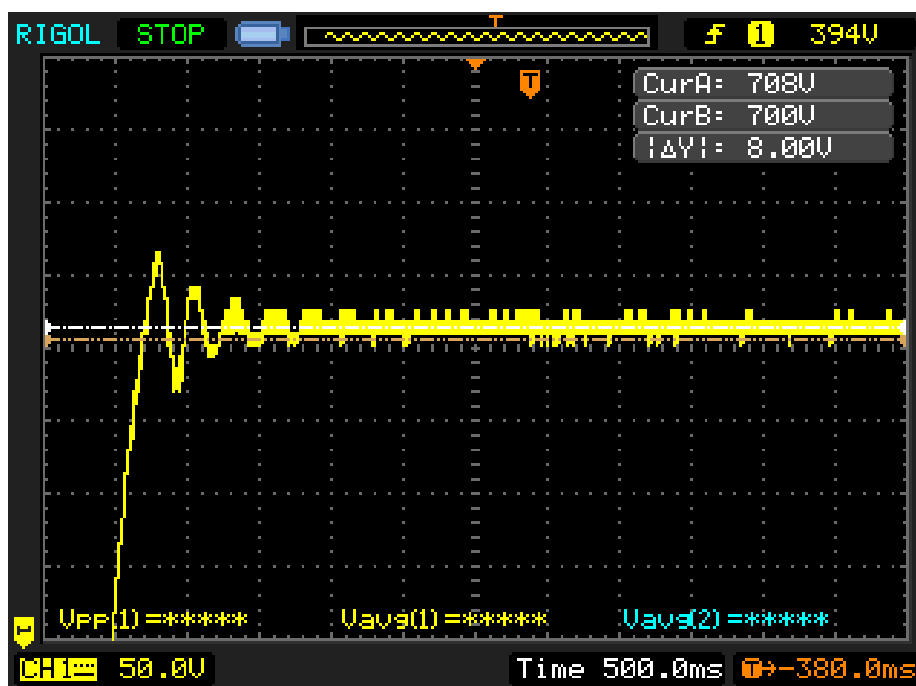 RIGOL STOP T 1 394V
T
CurA: 708V
CurB: 700V
|ΔY|: 8.00V
Vpp(1)=***** Vavg(1)=***** Vavg(2)=*****
1
CH1 50.0V Time 500.0ms T→-380.0ms